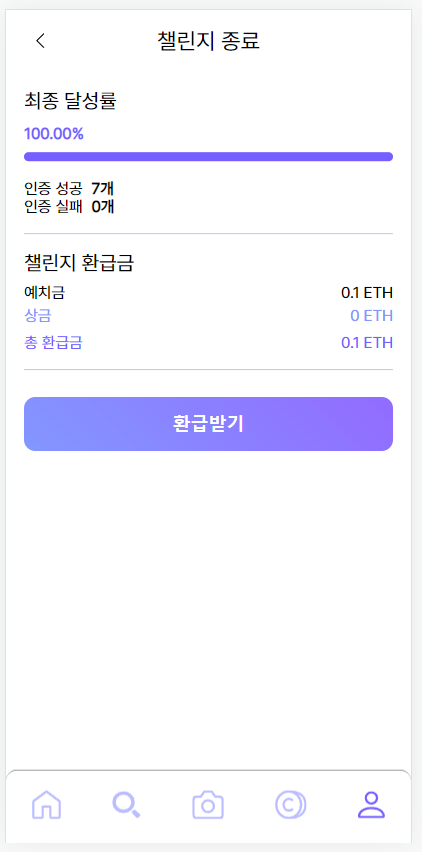 챌린지 종료
최종 달성률
100.00%
인증 성공 7개
인증 실패 0개
챌린지 환급금
예치금 0.1 ETH
상금 0 ETH
총 환급금 0.1 ETH
환급받기